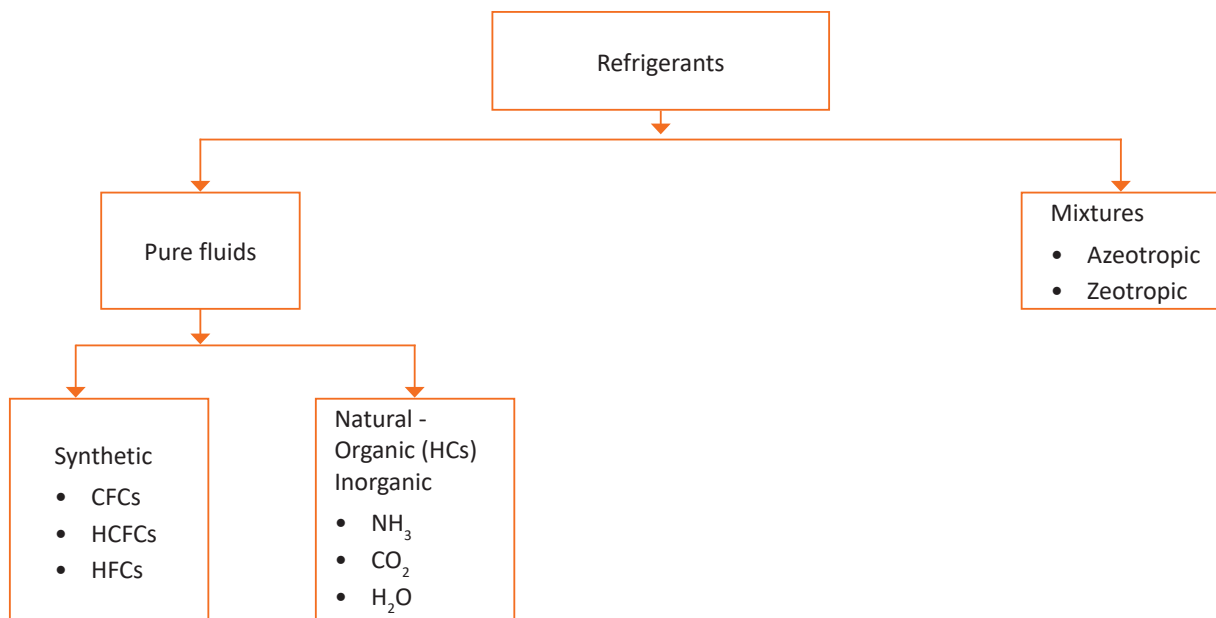 Refrigerants
Pure fluids
Mixtures
• Azeotropic
• Zeotropic
Synthetic
• CFCs
• HCFCs
• HFCs
Natural -
Organic (HCs)
Inorganic
• NH₃
• CO₂
• H₂O